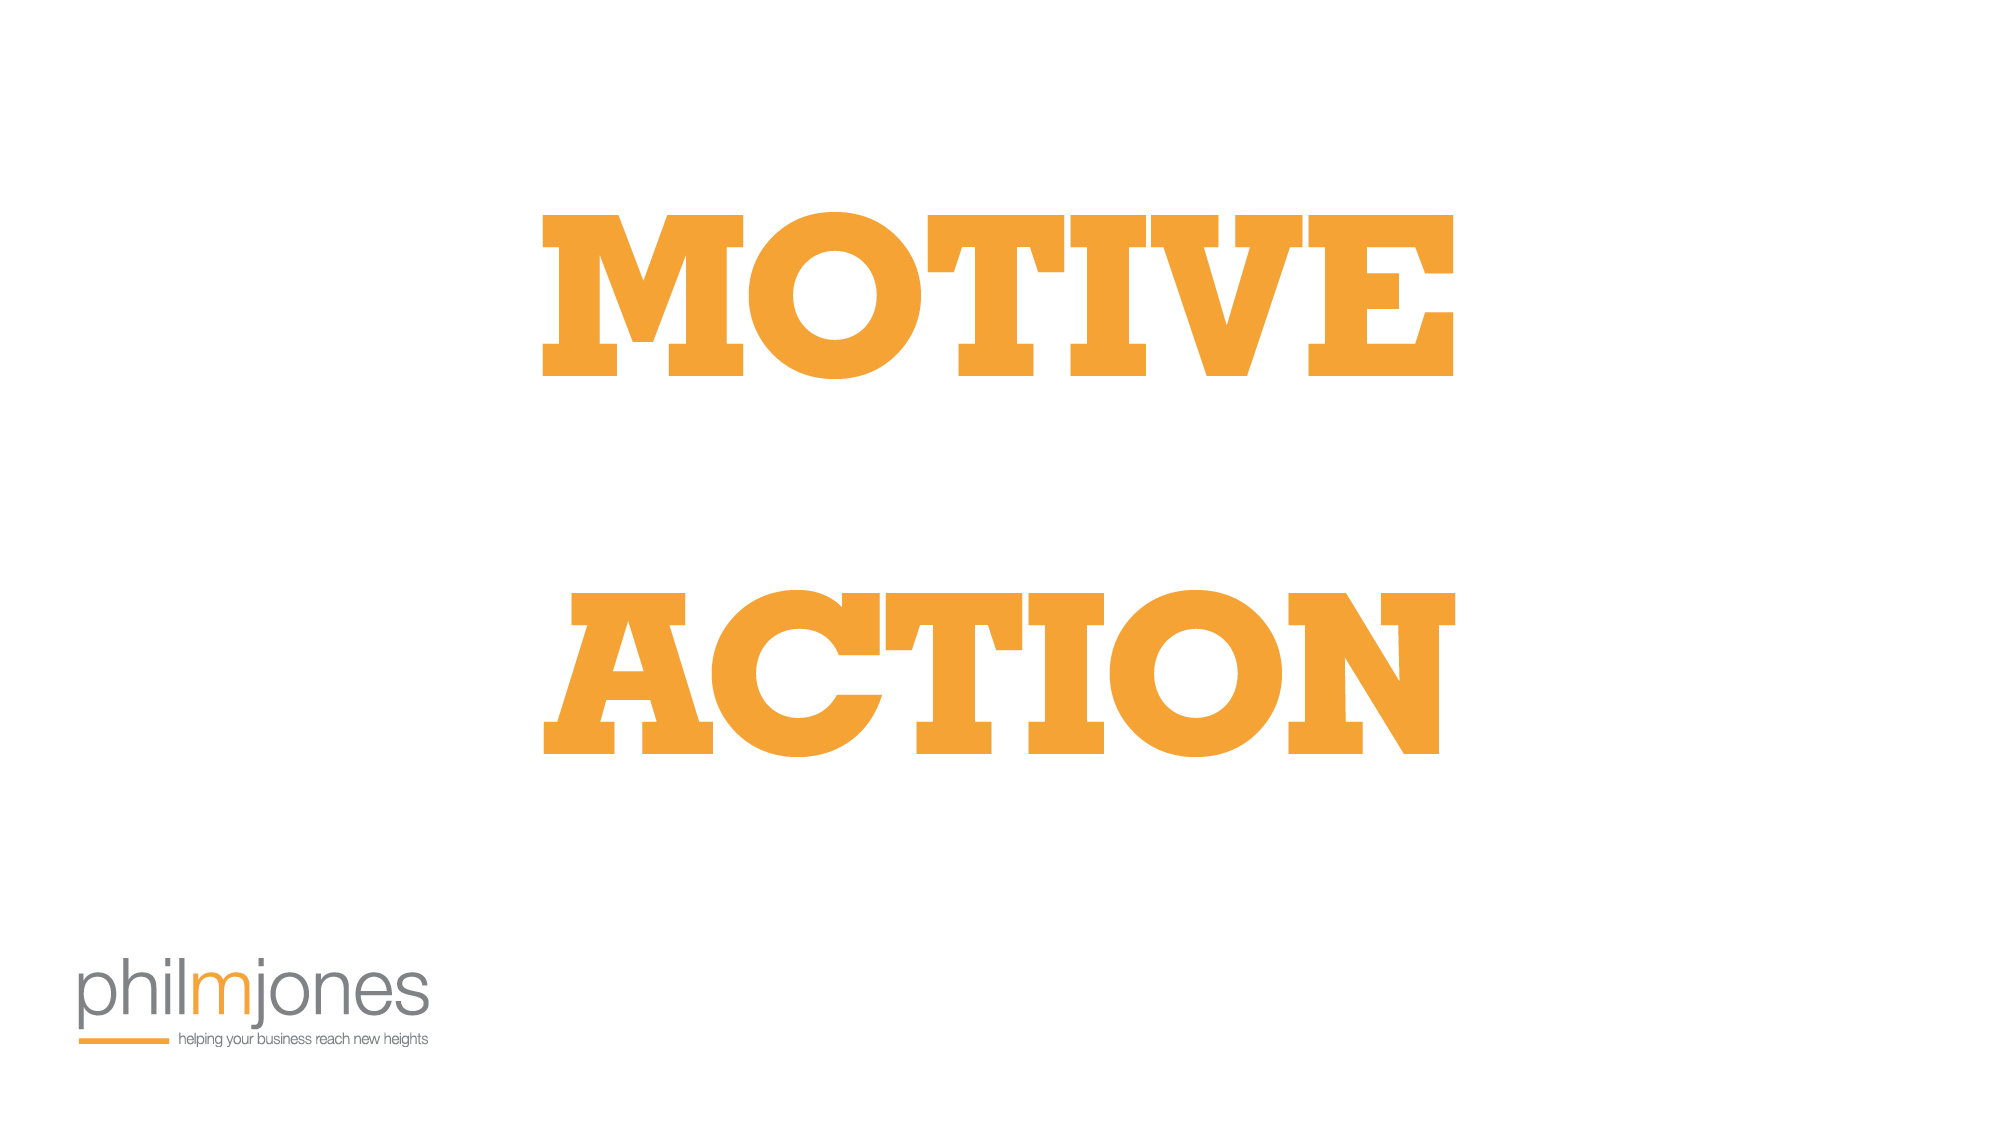 MOTIVE
ACTION
philmjones
helping your business reach new heights